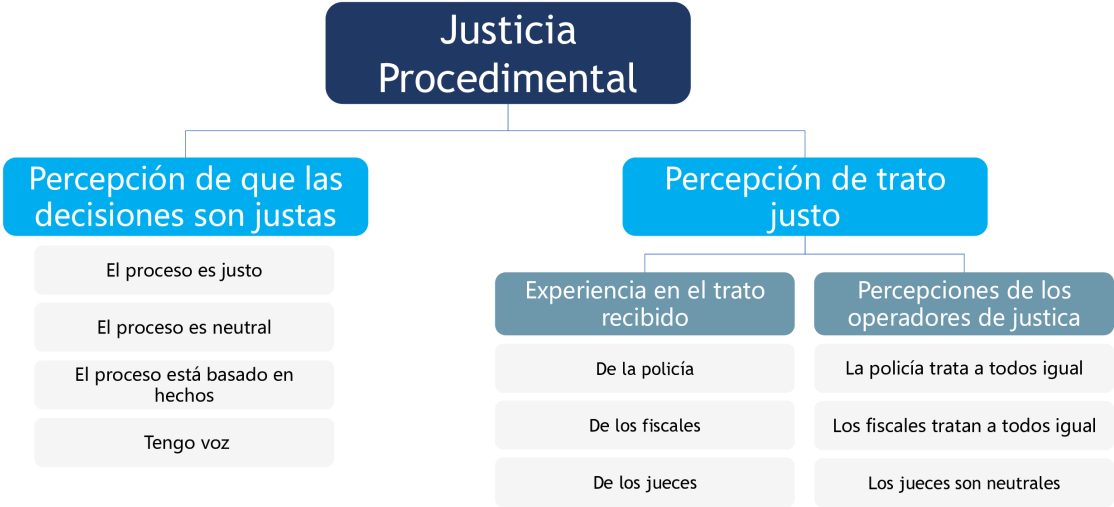 Justicia
Procedimental
Percepción de que las
decisiones son justas
El proceso es justo
El proceso es neutral
El proceso está basado en
hechos
Tengo voz
Percepción de trato
justo
Experiencia en el trato
recibido
De la policía
De los fiscales
De los jueces
Percepciones de los
operadores de justica
La policía trata a todos igual
Los fiscales tratan a todos igual
Los jueces son neutrales